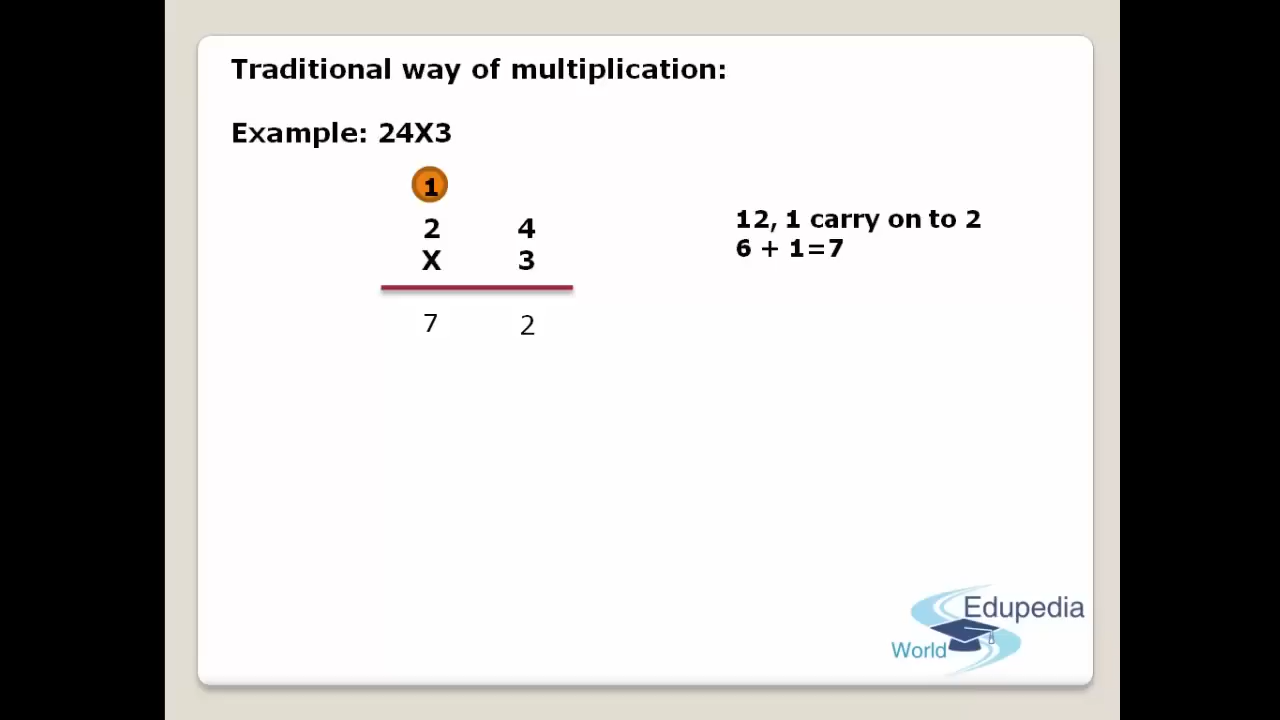 Traditional way of multiplication:
Example: 24X3
1
2 4
X 3
7 2
12, 1 carry on to 2
6 + 1=7
Edupedia
World